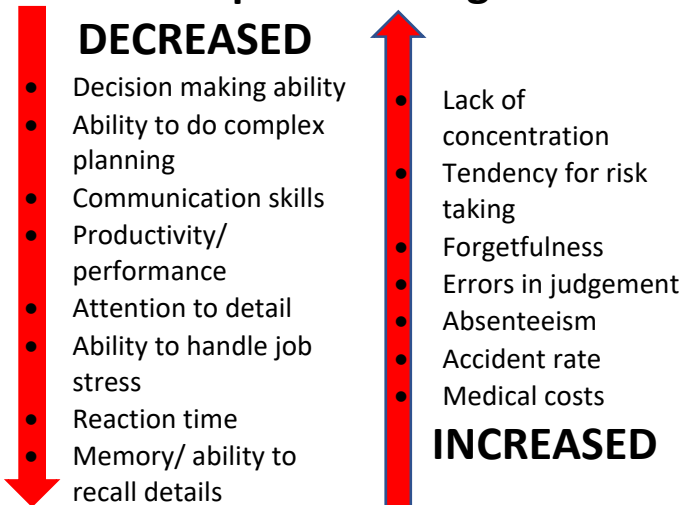 DECREASED
• Decision making ability
• Ability to do complex
planning
• Communication skills
• Productivity/
performance
• Attention to detail
• Ability to handle job
stress
• Reaction time
• Memory/ ability to
recall details
• Lack of
concentration
• Tendency for risk
taking
• Forgetfulness
• Errors in judgement
• Absenteeism
• Accident rate
• Medical costs
INCREASED